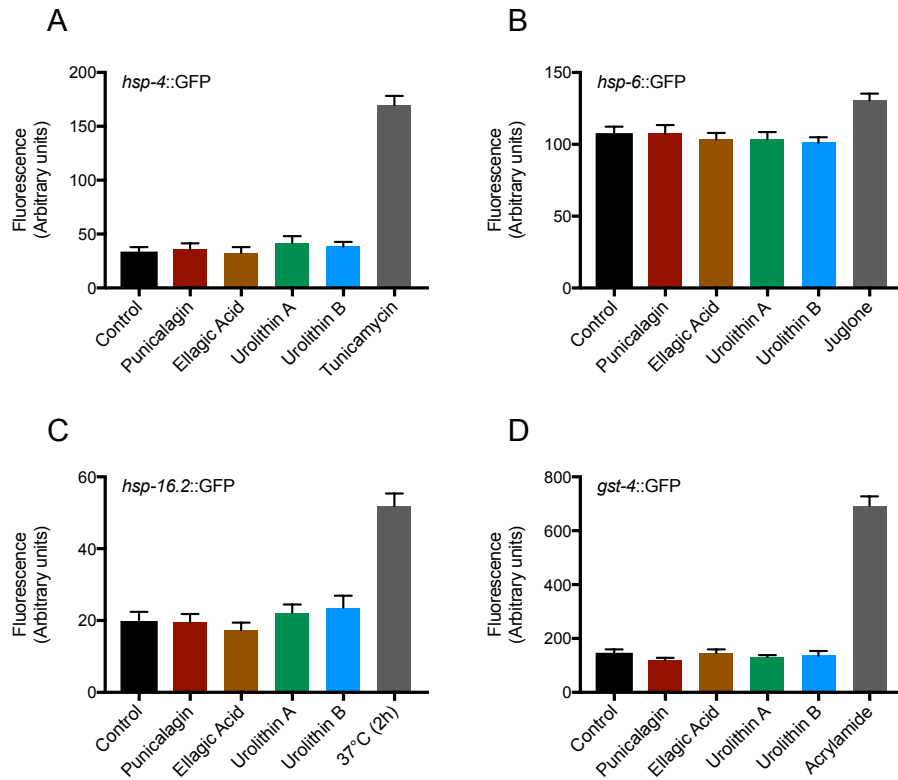 A
hsp-4::GFP
Fluorescence
(Arbitrary units)
200
150
100
50
0
Control
Punicalagin
Ellagic Acid
Urolithin A
Urolithin B
Tunicamycin
B
hsp-6::GFP
Fluorescence
(Arbitrary units)
150
100
50
0
Control
Punicalagin
Ellagic Acid
Urolithin A
Urolithin B
Juglone
C
hsp-16.2::GFP
Fluorescence
(Arbitrary units)
60
40
20
0
Control
Punicalagin
Ellagic Acid
Urolithin A
Urolithin B
37°C (2h)
D
gst-4::GFP
Fluorescence
(Arbitrary units)
800
600
400
200
0
Control
Punicalagin
Ellagic Acid
Urolithin A
Urolithin B
Acrylamide